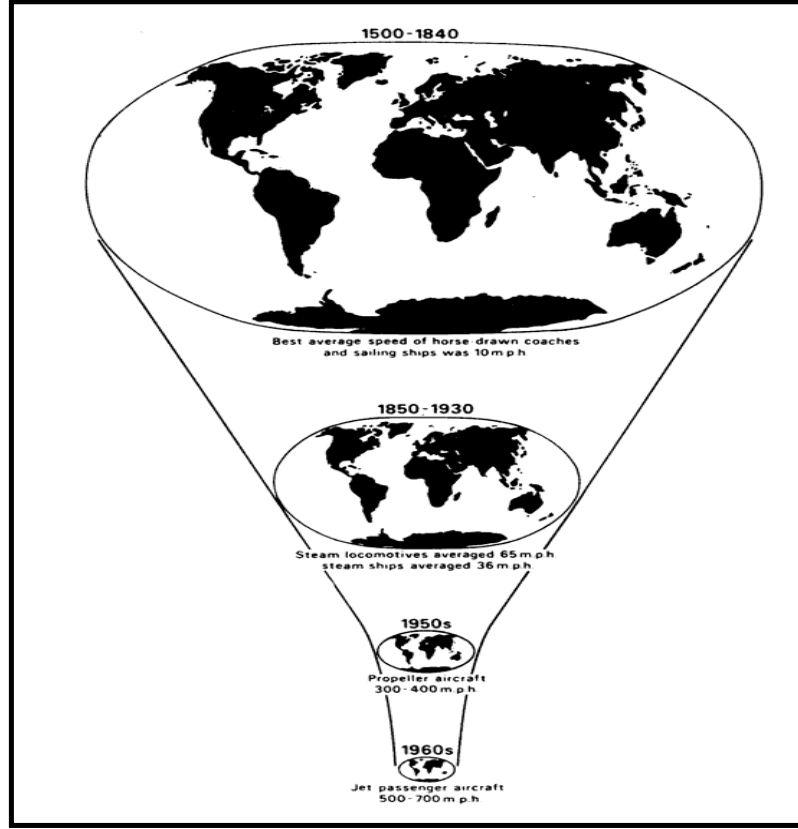 1500-1840
Best average speed of horse-drawn coaches
and sailing ships was 10 m.p.h.
1850-1930
Steam locomotives averaged 65 m.p.h.
steam ships averaged 36 m.p.h.
1950s
Propeller aircraft
300-400 m.p.h.
1960s
Jet passenger aircraft
500-700 m.p.h.